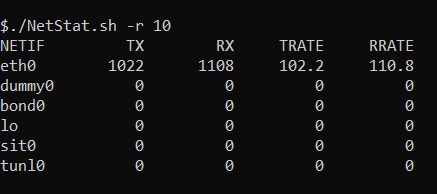 $./NetStat.sh -r 10
NETIF TX RX TRATE RRATE
eth0 1022 1108 102.2 110.8
dummy0 0 0 0 0
bond0 0 0 0 0
lo 0 0 0 0
sit0 0 0 0 0
tunl0 0 0 0 0